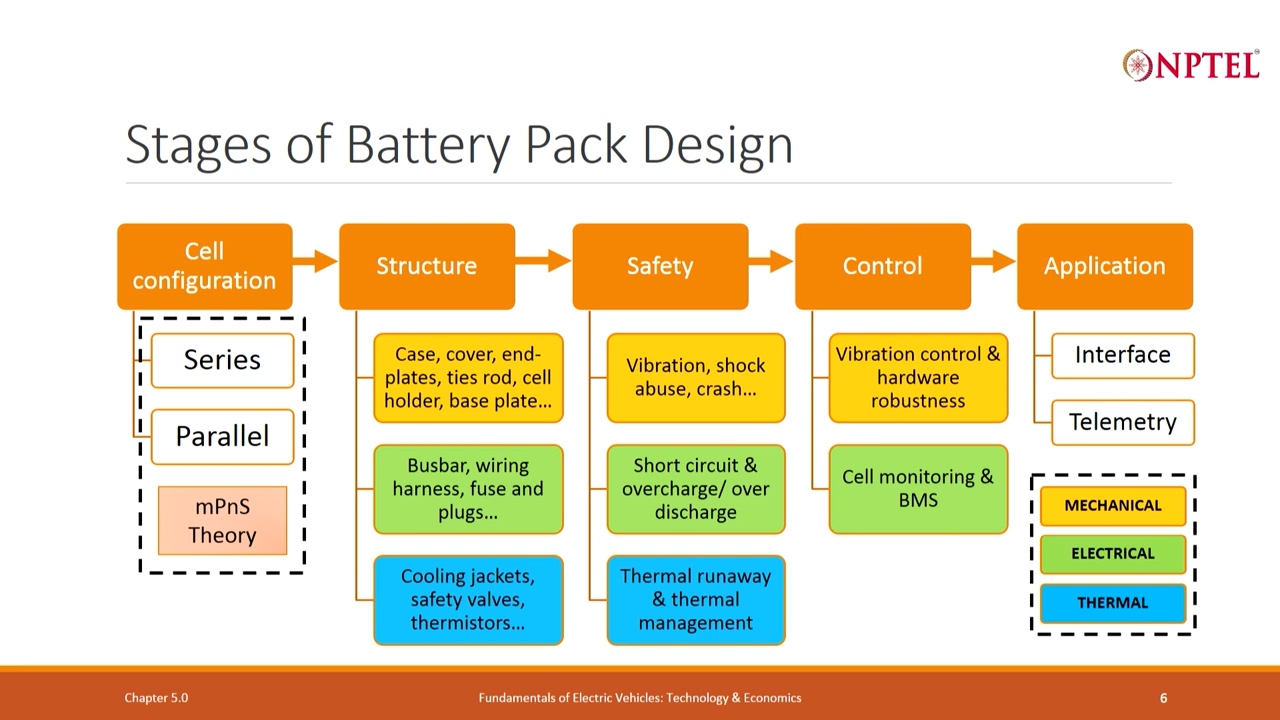 NPTEL
Stages of Battery Pack Design
Cell
configuration
Structure
Safety
Control
Application
Series
Parallel
mPnS
Theory
Case, cover, end-
plates, ties rod, cell
holder, base plate...
Busbar, wiring
harness, fuse and
plugs...
Cooling jackets,
safety valves,
thermistors...
Vibration, shock
abuse, crash...
Short circuit &
overcharge/ over
discharge
Thermal runaway
& thermal
management
Vibration control &
hardware
robustness
Cell monitoring &
BMS
Interface
Telemetry
MECHANICAL
ELECTRICAL
THERMAL
Chapter 5.0
Fundamentals of Electric Vehicles: Technology & Economics
6